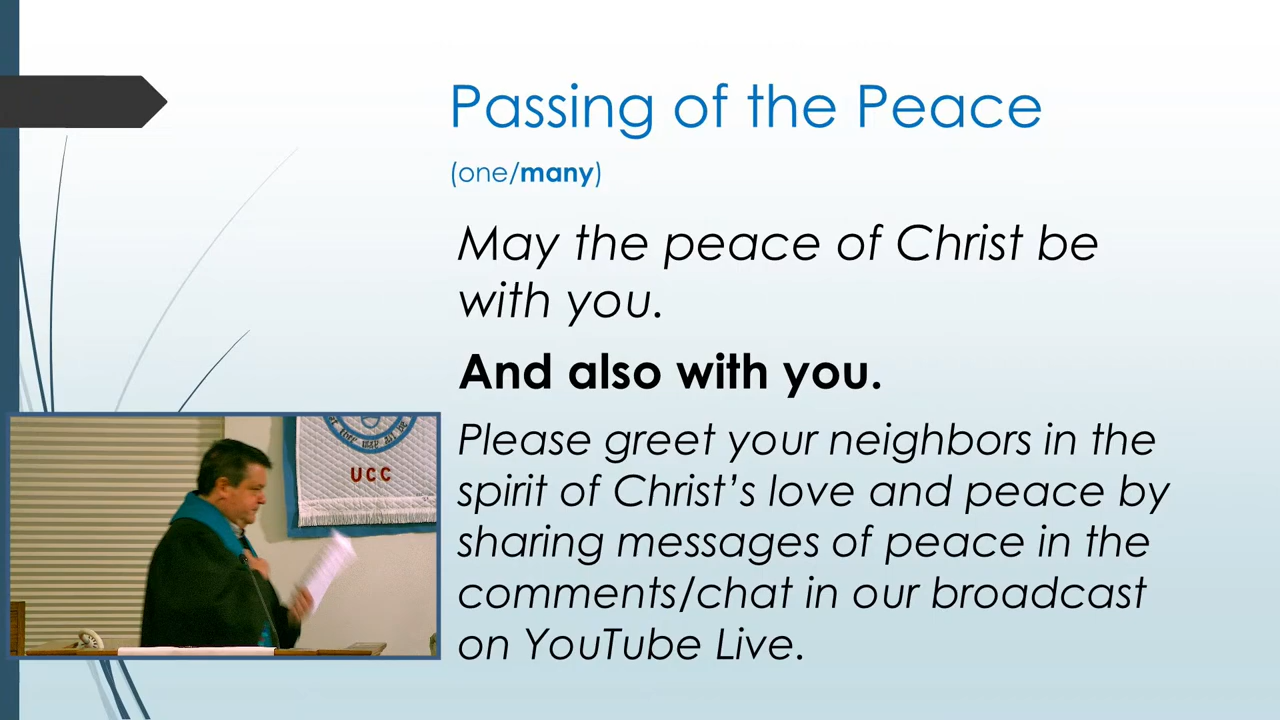 Passing of the Peace
(one/many)
May the peace of Christ be
with you.
And also with you.
Please greet your neighbors in the
spirit of Christ's love and peace by
sharing messages of peace in the
comments/chat in our broadcast
on YouTube Live.
UCC